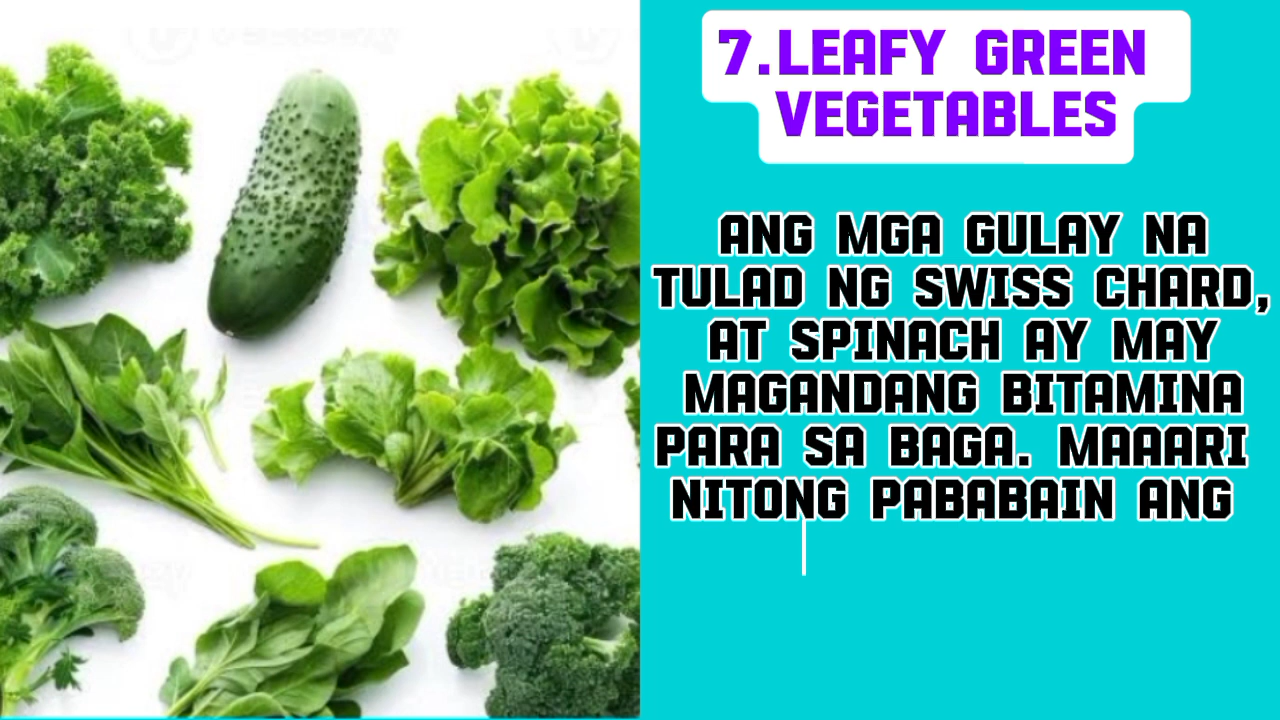 7.LEAFY GREEN
VEGETABLES
ANG MGA GULAY NA
TULAD NG SWISS CHARD,
AT SPINACH AY MAY
MAGANDANG BITAMINA
PARA SA BAGA. MAAARI
NITONG PABABAIN ANG